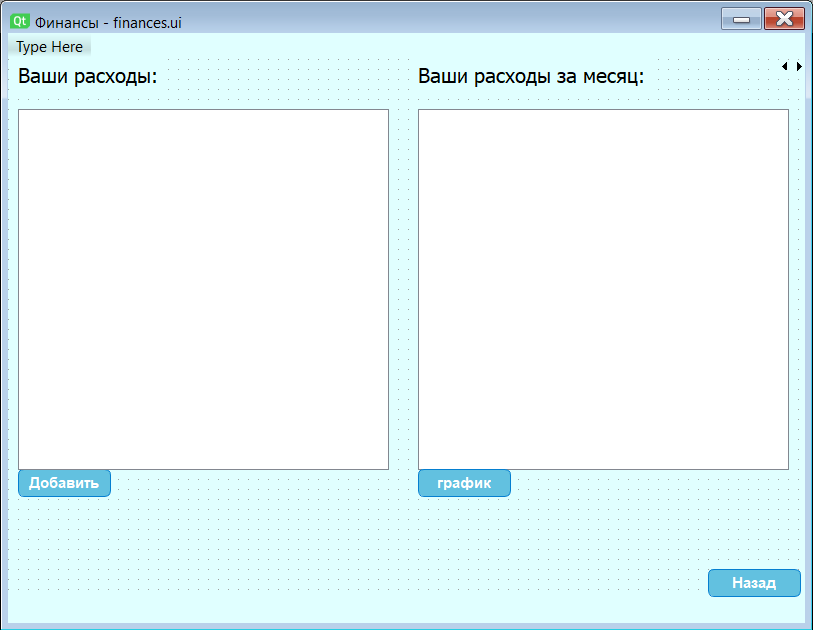 Qt Финансы - finances.ui
Type Here
Ваши расходы:
Ваши расходы за месяц:
Добавить
график
Назад